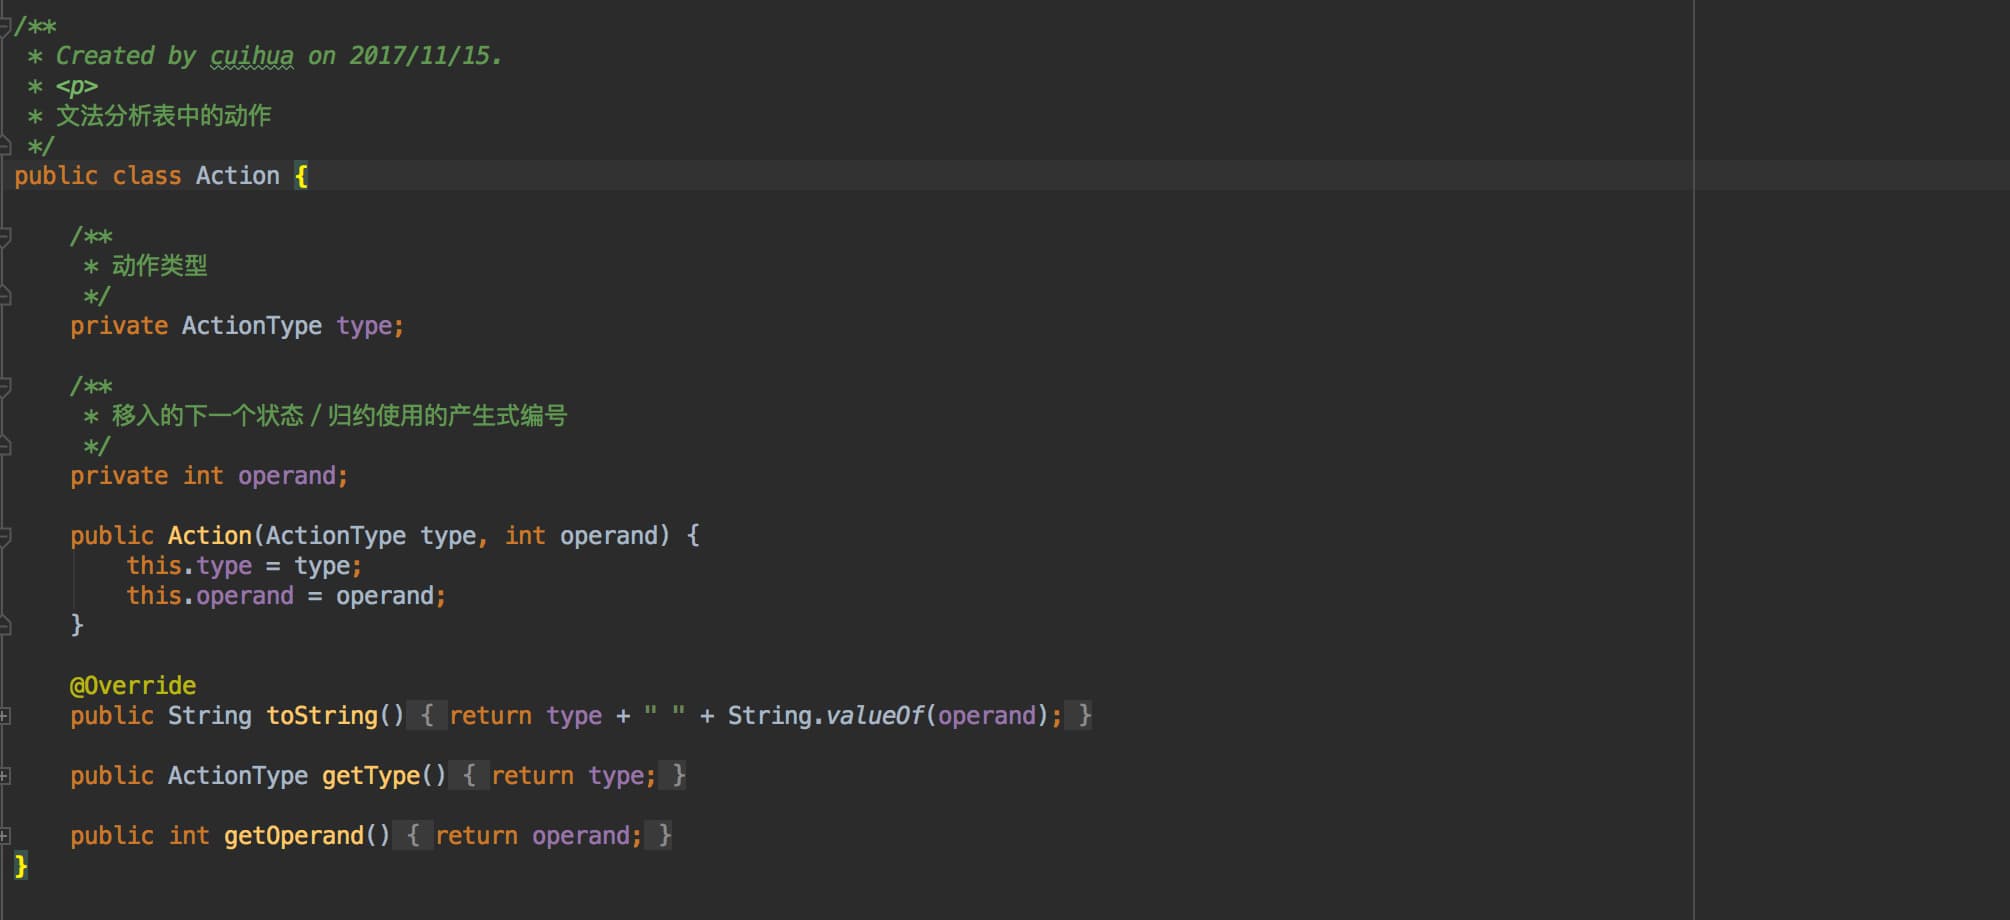 /**
 * Created by cuihua on 2017/11/15.
 * <p>
 * 文法分析表中的动作
 */
public class Action {
    /**
     * 动作类型
     */
    private ActionType type;
    /**
     * 移入的下一个状态 / 归约使用的产生式编号
     */
    private int operand;
    public Action(ActionType type, int operand) {
        this.type = type;
        this.operand = operand;
    }
    @Override
    public String toString() { return type + " " + String.valueOf(operand); }
    public ActionType getType() { return type; }
    public int getOperand() { return operand; }
}